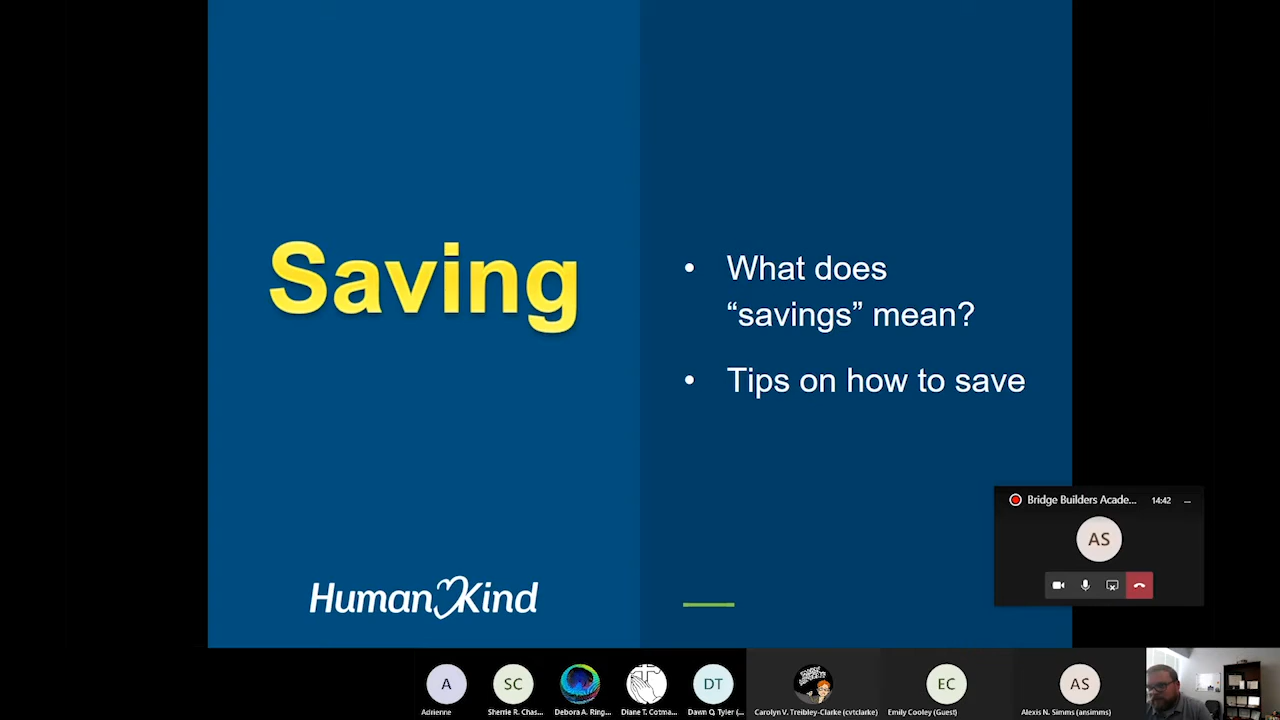 Saving
• What does
“savings” mean?
• Tips on how to save
HumanKind
Bridge Builders Acade... 14:42 ...
AS
A
SC
DT
EC
AS
Adrienne
Sherrie R. Chas...
Debora A. Ring...
Diane T. Cotma...
Dawn Q. Tyler (...
Carolyn V. Treibley-Clarke (cvtclarke)
Emily Cooley (Guest)
Alexis N. Simms (ansimms)